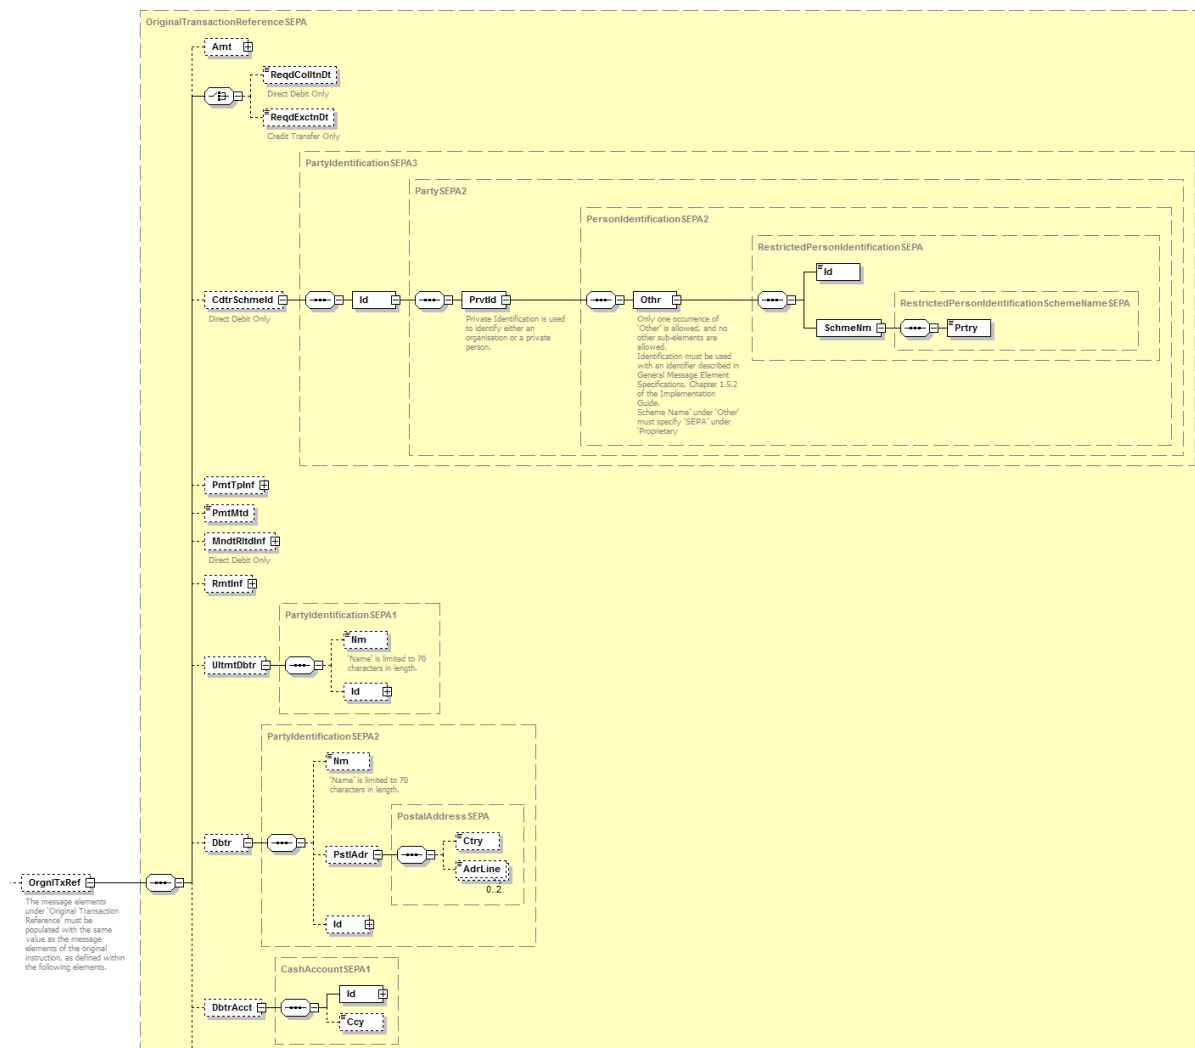 OriginalTransactionReferenceSEPA
Amt
ReqdColltnDt
Direct Debit Only
ReqdExctnDt
Credit Transfer Only
PartyIdentificationSEPA3
PartySEPA2
PersonIdentificationSEPA2
RestrictedPersonIdentificationSEPA
Id
RestrictedPersonIdentificationSchemeNameSEPA
CdtrSchmeId
Direct Debit Only
Id
PrvtId
Private Identification is used
to identify either an
organisation or a private
person.
Othr
Only one occurrence of
'Other' is allowed, and no
other sub-elements are
allowed.
Identification must be used
with an identifier described in
General Message Element
Specifications, Chapter 1.5.2
of the Implementation
Guide.
Scheme Name' under 'Other'
must specify 'SEPA' under
'Proprietary
SchmeNm
Prtry
PmtTpInf
PmtMtd
MndtRltdInf
Direct Debit Only
RmtInf
PartyIdentificationSEPA1
Nm
'Name' is limited to 70
characters in length.
UltmtDbtr
Id
PartyIdentificationSEPA2
Nm
'Name' is limited to 70
characters in length.
PostalAddressSEPA
Ctry
Dbtr
PstlAdr
AdrLine
0..2
Id
OrgnlTxRef
The message elements
under 'Original Transaction
Reference' must be
populated with the same
value as the message
elements of the original
instruction, as defined within
the following elements.
CashAccountSEPA1
Id
DbtrAcct
Ccy